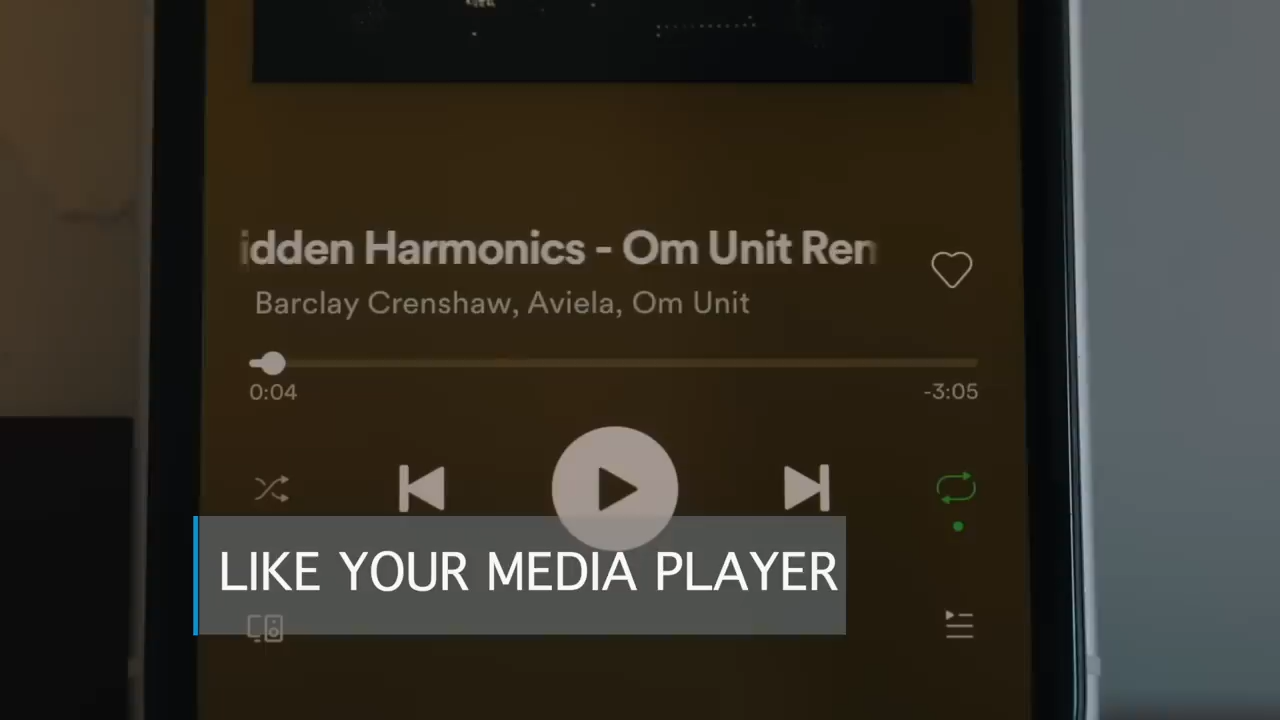 idden Harmonics - Om Unit Ren
Barclay Crenshaw, Aviela, Om Unit
0:04
-3:05
LIKE YOUR MEDIA PLAYER